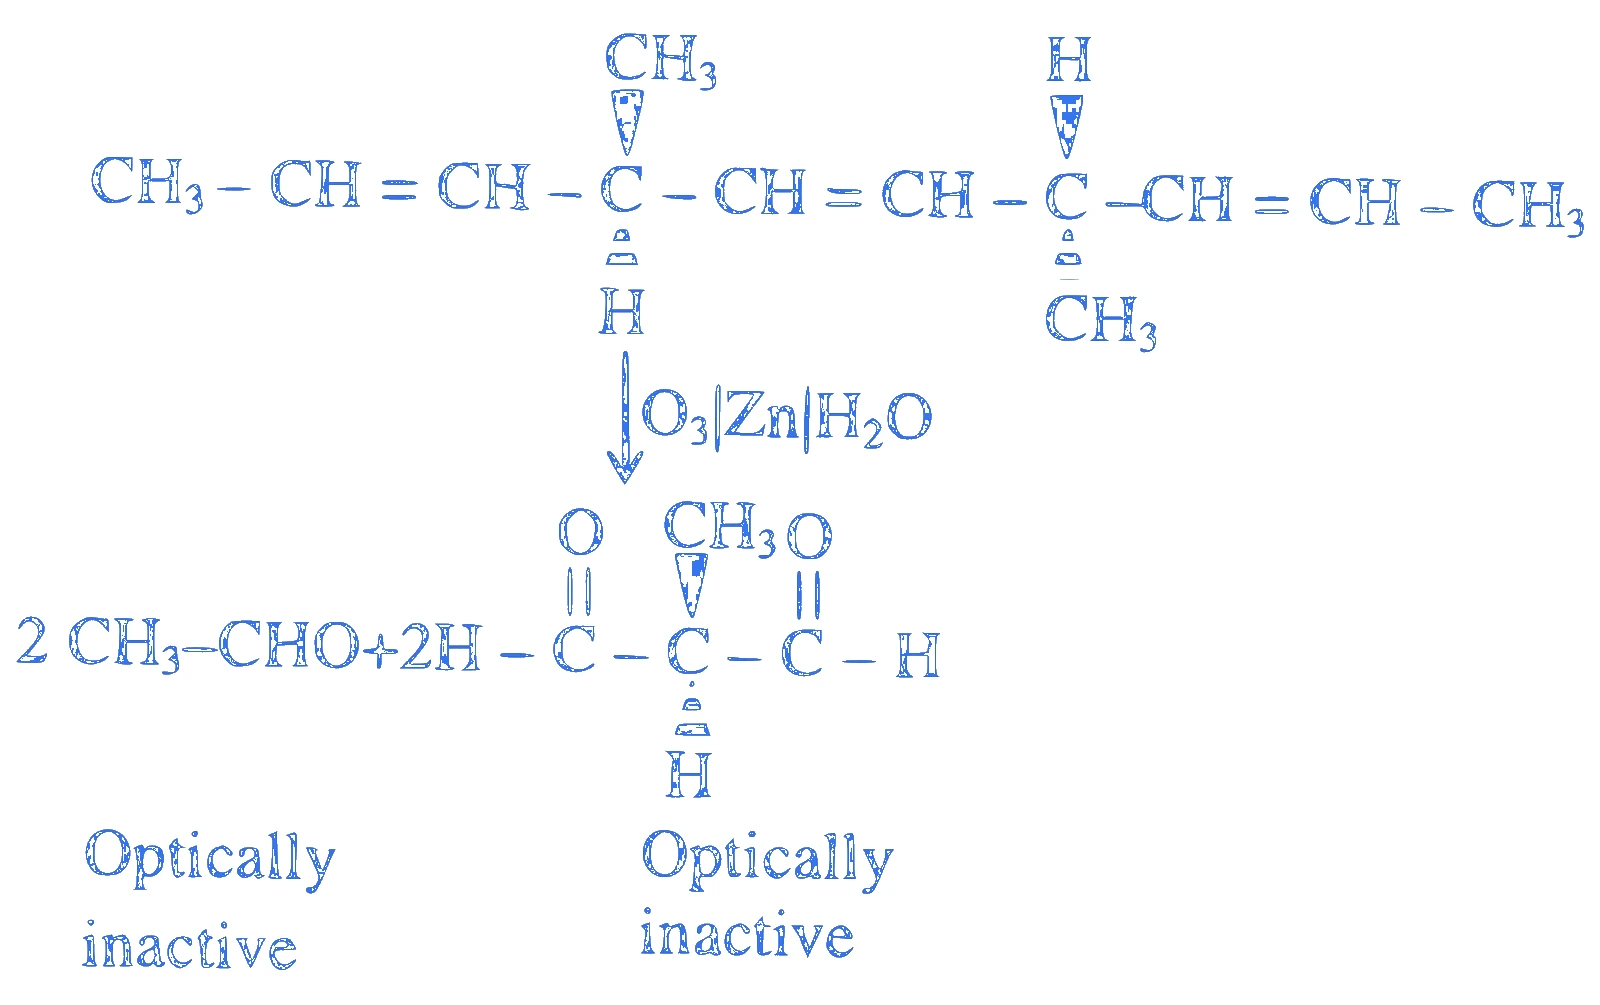 CH₃ H
CH₃ – CH = CH – C – CH = CH – C – CH = CH – CH₃
H CH₃
O₃|Zn|H₂O
O CH₃ O
2 CH₃–CHO+2H – C – C – C – H
H
Optically Optically
inactive inactive